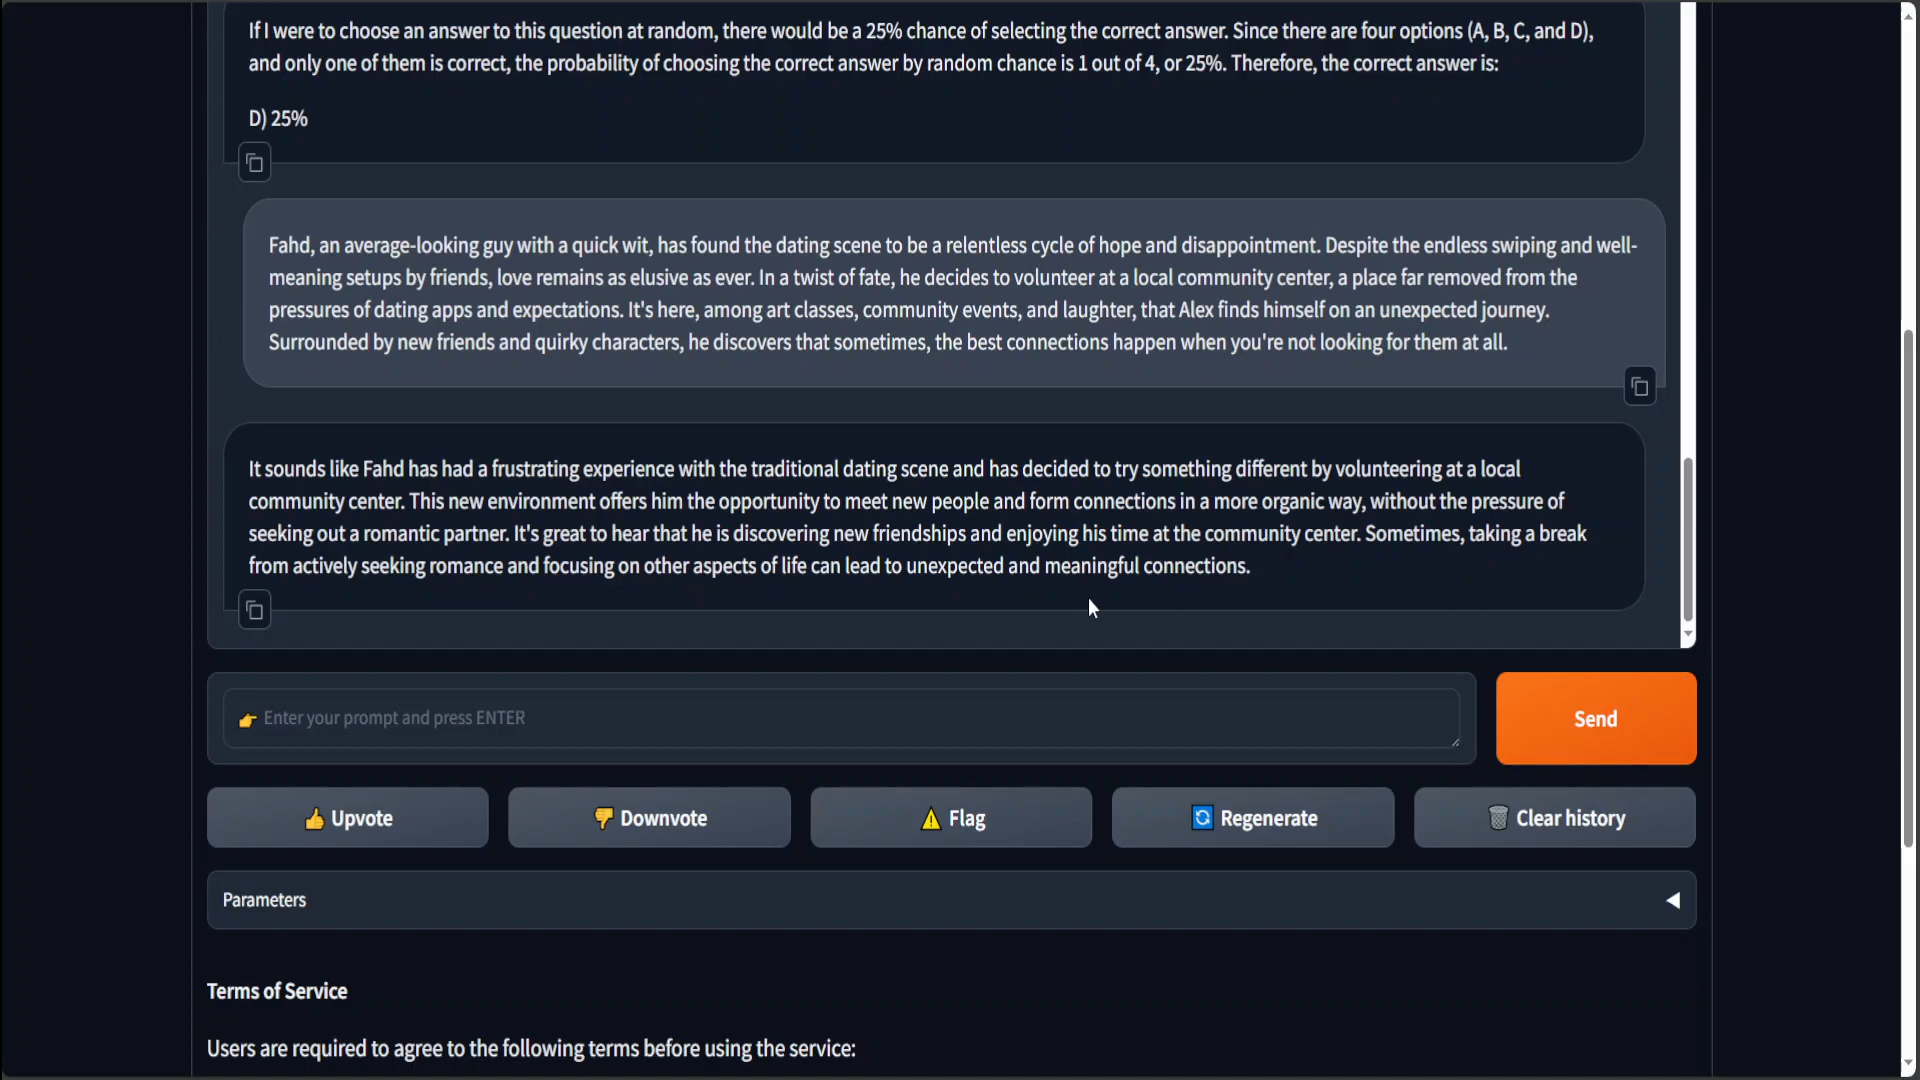 If I were to choose an answer to this question at random, there would be a 25% chance of selecting the correct answer. Since there are four options (A, B, C, and D),
and only one of them is correct, the probability of choosing the correct answer by random chance is 1 out of 4, or 25%. Therefore, the correct answer is:
D) 25%
Fahd, an average-looking guy with a quick wit, has found the dating scene to be a relentless cycle of hope and disappointment. Despite the endless swiping and well-
meaning setups by friends, love remains as elusive as ever. In a twist of fate, he decides to volunteer at a local community center, a place far removed from the
pressures of dating apps and expectations. It's here, among art classes, community events, and laughter, that Alex finds himself on an unexpected journey.
Surrounded by new friends and quirky characters, he discovers that sometimes, the best connections happen when you're not looking for them at all.
It sounds like Fahd has had a frustrating experience with the traditional dating scene and has decided to try something different by volunteering at a local
community center. This new environment offers him the opportunity to meet new people and form connections in a more organic way, without the pressure of
seeking out a romantic partner. It's great to hear that he is discovering new friendships and enjoying his time at the community center. Sometimes, taking a break
from actively seeking romance and focusing on other aspects of life can lead to unexpected and meaningful connections.
👉 Enter your prompt and press ENTER
Send
👍 Upvote
👎 Downvote
⚠️ Flag
🔄 Regenerate
🗑️ Clear history
Parameters
Terms of Service
Users are required to agree to the following terms before using the service: